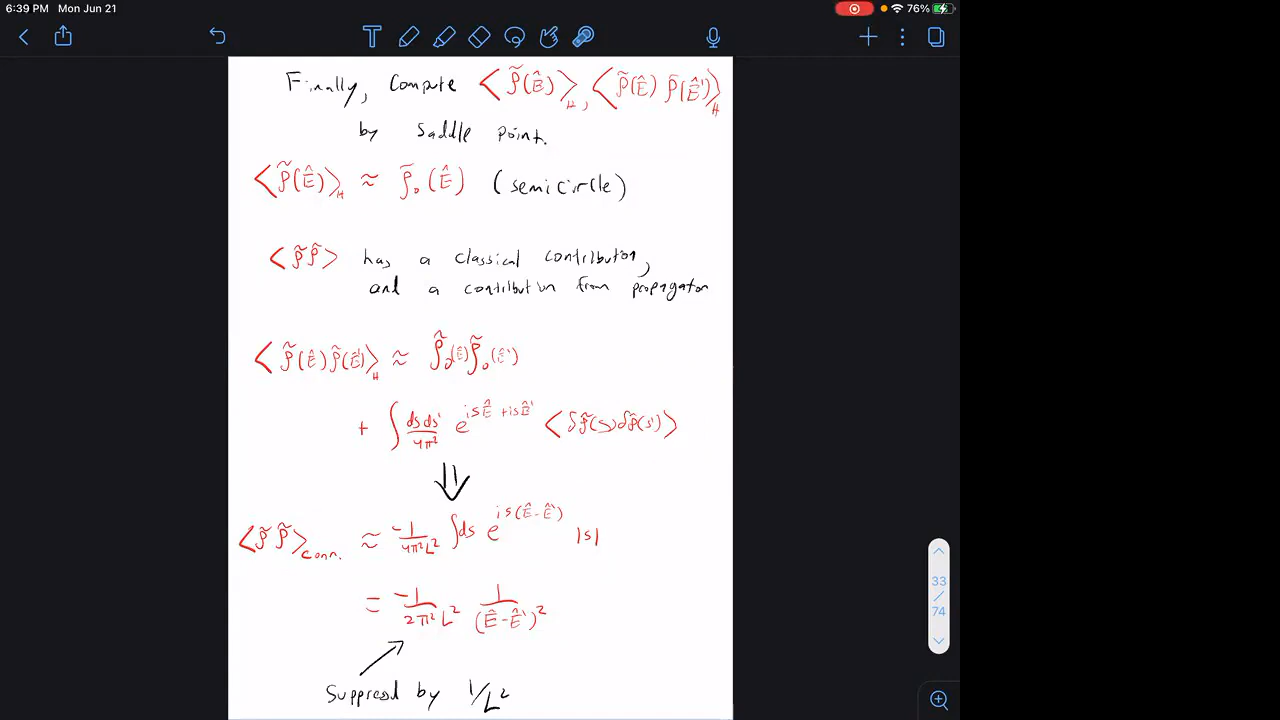 6:39 PM Mon Jun 21
76%
T
Finally, Compute ⟨ρ̃(Ê)⟩_H, ⟨ρ̃(Ê) ρ̃(Ê')⟩_H
by Saddle point.
⟨ρ̃(Ê)⟩_H ≈ ρ̃₀(Ê) (semicircle)
⟨ρ̃ρ̃⟩ has a classical contribution,
and a contribution from propagator
⟨ρ̃(Ê)ρ̃(Ê')⟩_H ≈ ρ̃₀(Ê)ρ̃₀(Ê')
+ ∫ ds ds'/4π² e^{isÊ + isÊ'} ⟨δρ̃(s)δρ̃(s')⟩
⇓
⟨ρ̃ρ̃⟩_conn. ≈ -1/4π²L² ∫ds e^{is(Ê-Ê')} |s|
= -1/2π²L² 1/(Ê-Ê')²
Suppresd by 1/L²
33
/
74